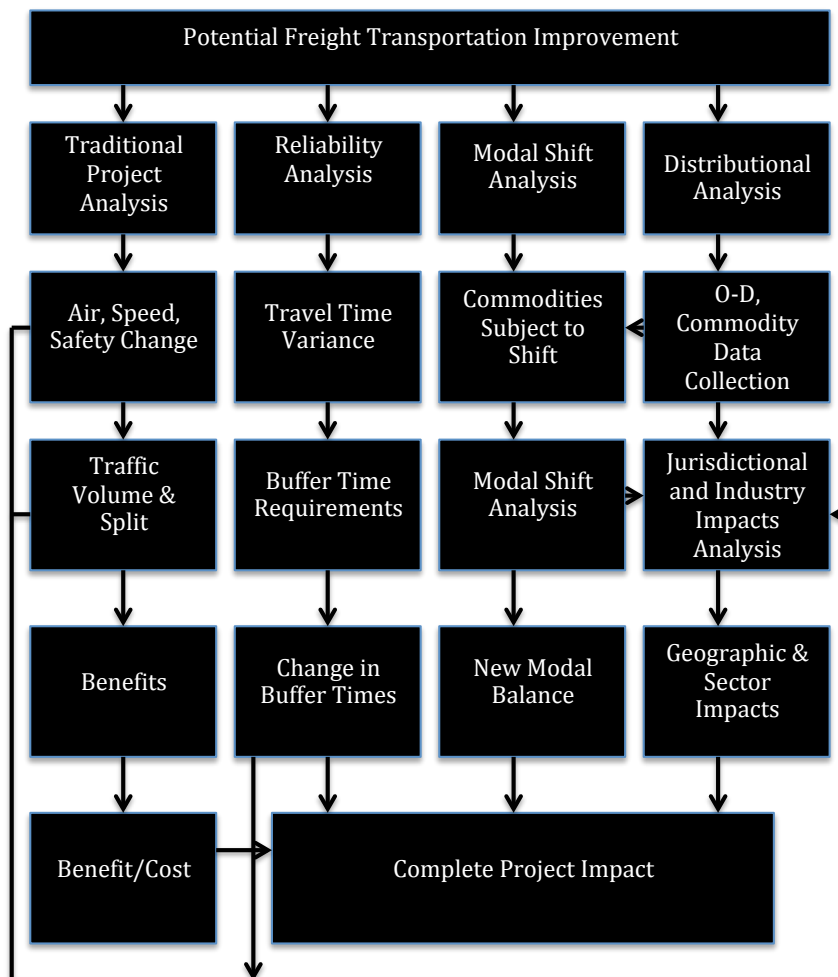 Potential Freight Transportation Improvement
Traditional
Project
Analysis
Reliability
Analysis
Modal Shift
Analysis
Distributional
Analysis
Air, Speed,
Safety Change
Travel Time
Variance
Commodities
Subject to
Shift
O-D,
Commodity
Data
Collection
Traffic
Volume &
Split
Buffer Time
Requirements
Modal Shift
Analysis
Jurisdictional
and Industry
Impacts
Analysis
Benefits
Change in
Buffer Times
New Modal
Balance
Geographic &
Sector
Impacts
Benefit/Cost
Complete Project Impact